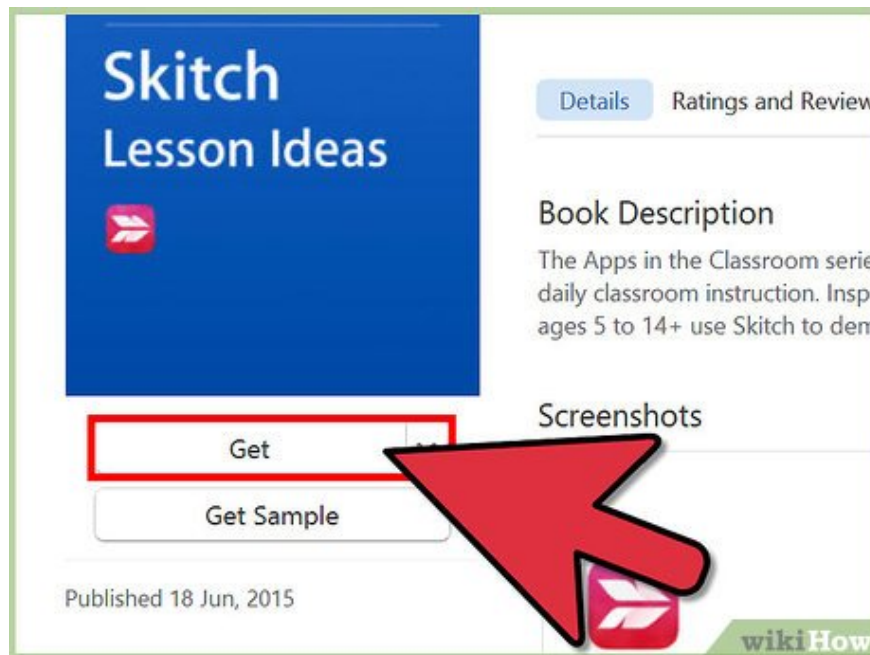 Skitch
Lesson Ideas
Details
Ratings and Review
Book Description
The Apps in the Classroom serie
daily classroom instruction. Insp
ages 5 to 14+ use Skitch to dem
Get
Get Sample
Published 18 Jun, 2015
Screenshots
wikiHow